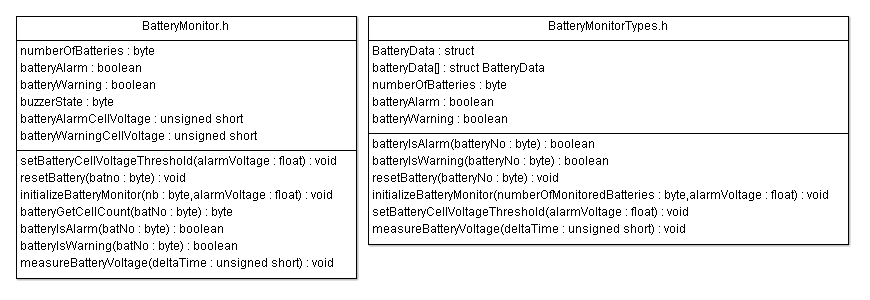 BatteryMonitor.h
numberOfBatteries : byte
batteryAlarm : boolean
batteryWarning : boolean
buzzerState : byte
batteryAlarmCellVoltage : unsigned short
batteryWarningCellVoltage : unsigned short
setBatteryCellVoltageThreshold(alarmVoltage : float) : void
resetBattery(batno : byte) : void
initializeBatteryMonitor(nb : byte,alarmVoltage : float) : void
batteryGetCellCount(batNo : byte) : byte
batteryIsAlarm(batNo : byte) : boolean
batteryIsWarning(batNo : byte) : boolean
measureBatteryVoltage(deltaTime : unsigned short) : void
BatteryMonitorTypes.h
BatteryData : struct
batteryData[] : struct BatteryData
numberOfBatteries : byte
batteryAlarm : boolean
batteryWarning : boolean
batteryIsAlarm(batteryNo : byte) : boolean
batteryIsWarning(batteryNo : byte) : boolean
resetBattery(batteryNo : byte) : void
initializeBatteryMonitor(numberOfMonitoredBatteries : byte,alarmVoltage : float) : void
setBatteryCellVoltageThreshold(alarmVoltage : float) : void
measureBatteryVoltage(deltaTime : unsigned short) : void